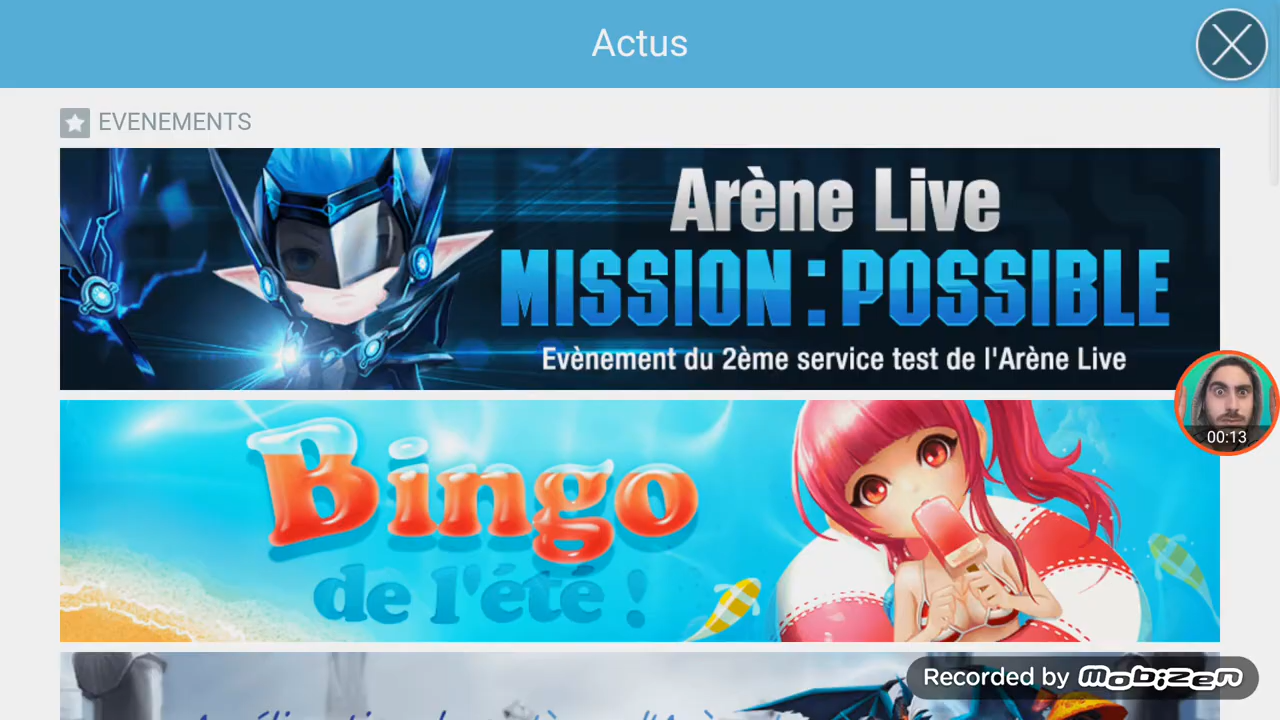 Actus
EVENEMENTS
Arène Live
MISSION : POSSIBLE
Evènement du 2ème service test de l'Arène Live
00:13
Bingo
de l'été !
Recorded by mobizen